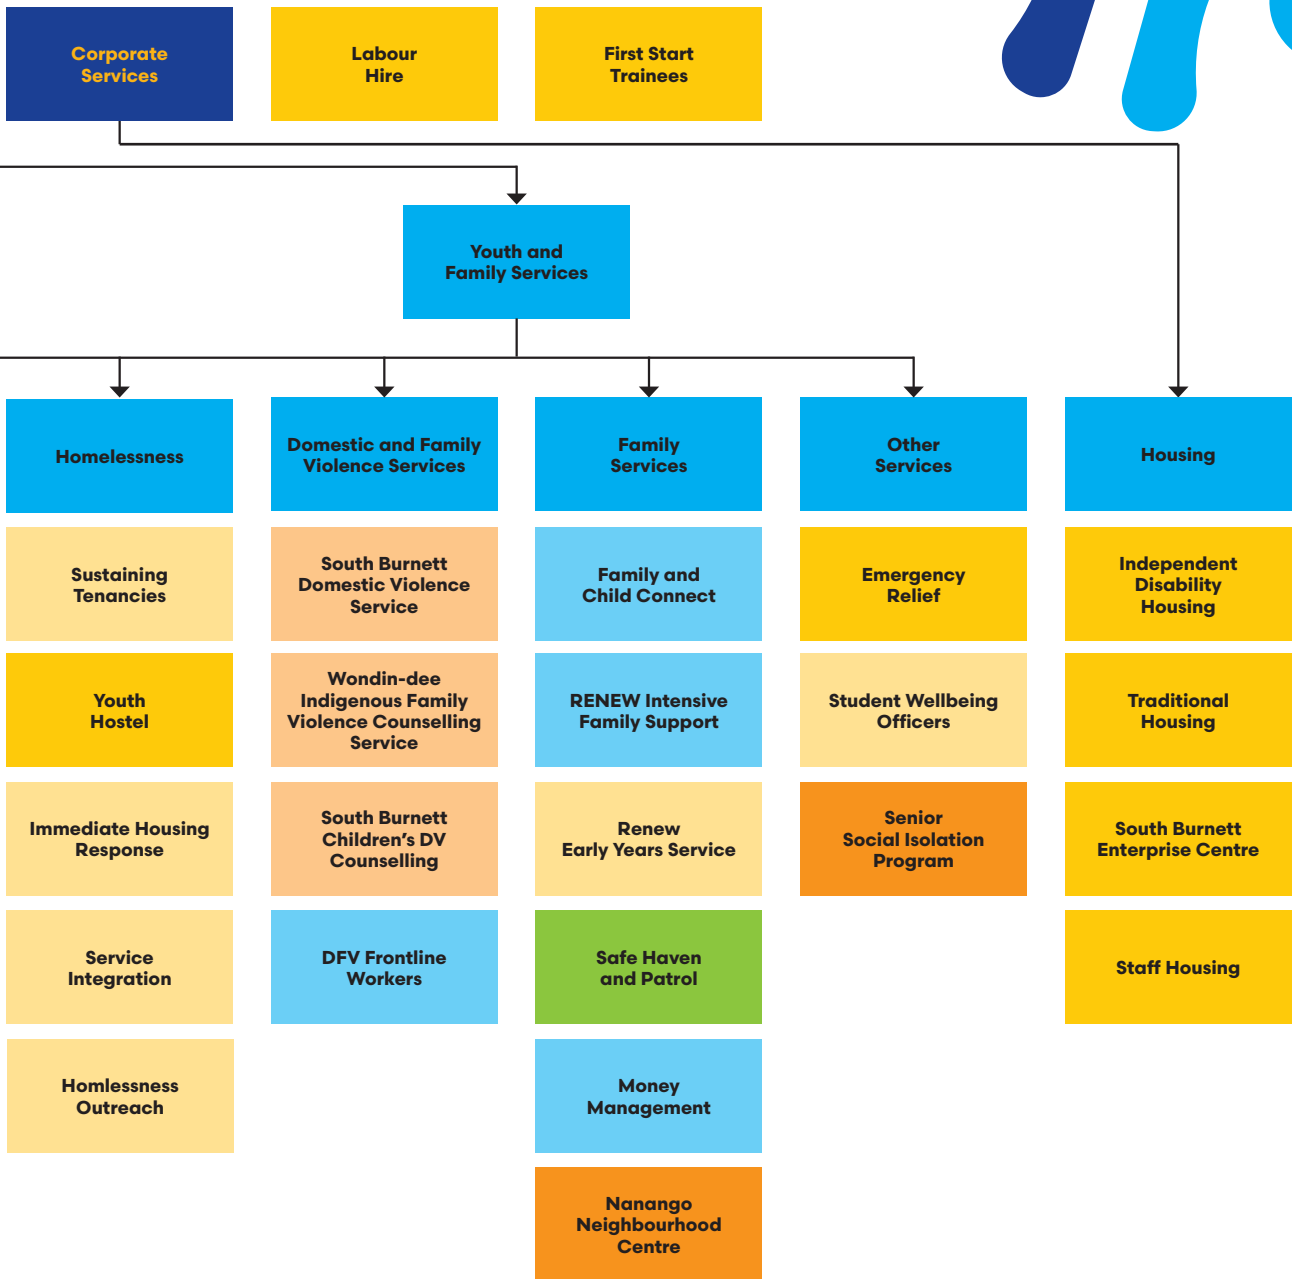 Corporate
Services
Labour
Hire
First Start
Trainees
Youth and
Family Services
Homelessness
Domestic and Family
Violence Services
Family
Services
Other
Services
Housing
Sustaining
Tenancies
South Burnett
Domestic Violence
Service
Family and
Child Connect
Emergency
Relief
Independent
Disability
Housing
Youth
Hostel
Wondin-dee
Indigenous Family
Violence Counselling
Service
RENEW Intensive
Family Support
Student Wellbeing
Officers
Traditional
Housing
Immediate Housing
Response
South Burnett
Children's DV
Counselling
Renew
Early Years Service
Senior
Social Isolation
Program
South Burnett
Enterprise Centre
Service
Integration
DFV Frontline
Workers
Safe Haven
and Patrol
Staff Housing
Homlessness
Outreach
Money
Management
Nanango
Neighbourhood
Centre